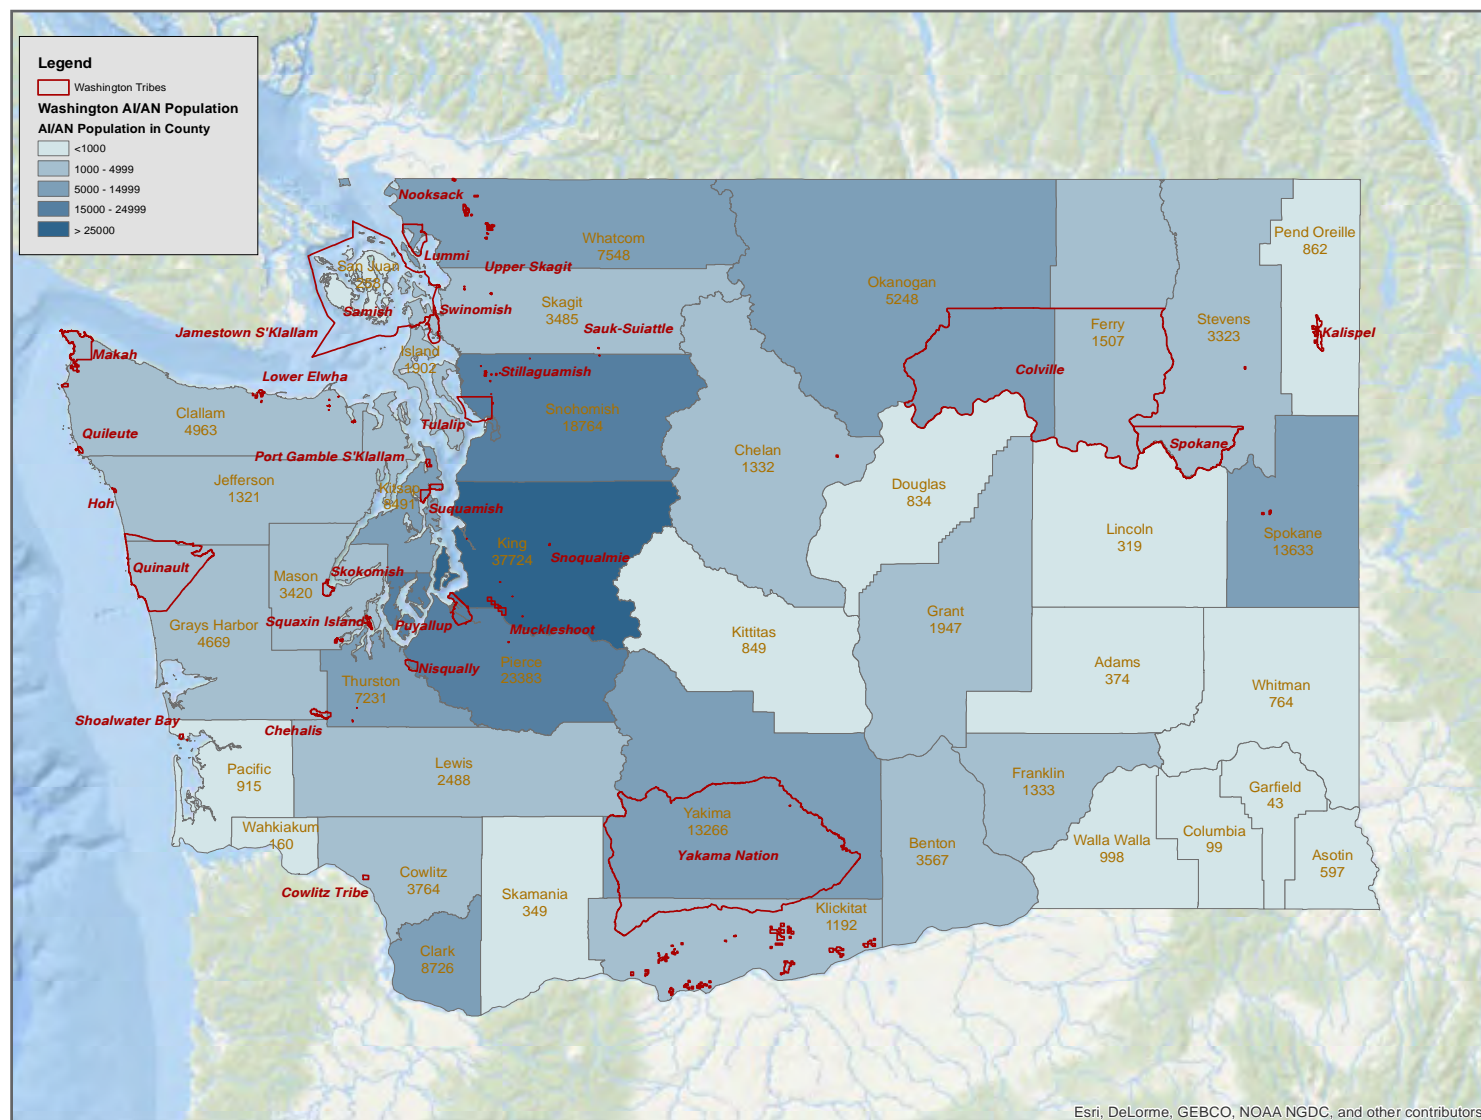 Legend
Washington Tribes
Washington AI/AN Population
AI/AN Population in County
<1000
1000 - 4999
5000 - 14999
15000 - 24999
> 25000
Nooksack
Whatcom
7548
Lummi
Upper Skagit
San Juan
258
Samish
Swinomish
Skagit
3485
Sauk-Suiattle
Jamestown S'Klallam
Makah
Island
1902
Lower Elwha
Stillaguamish
Snohomish
Clallam
4963
Tulalip
Quileute
Port Gamble S'Klallam
Jefferson
1321
Kitsap
8491
Hoh
Suquamish
King
37724
Snoqualmie
Quinault
Mason
3420
Skokomish
Squaxin Island
Puyallup
Muckleshoot
Grays Harbor
4669
Nisqually
Pierce
Thurston
7231
Shoalwater Bay
Chehalis
Pacific
915
Lewis
2488
Wahkiakum
160
Cowlitz
3764
Cowlitz Tribe
Skamania
349
Clark
8726
Okanogan
5248
Ferry
1507
Stevens
3323
Pend Oreille
862
Kalispel
Colville
Spokane
Chelan
1332
Douglas
834
Lincoln
319
Spokane
13633
Kittitas
849
Grant
1947
Adams
374
Whitman
764
Yakima
13266
Yakama Nation
Benton
3567
Franklin
1333
Walla Walla
998
Columbia
99
Garfield
43
Asotin
597
Klickitat
1192
Esri, DeLorme, GEBCO, NOAA NGDC, and other contributors